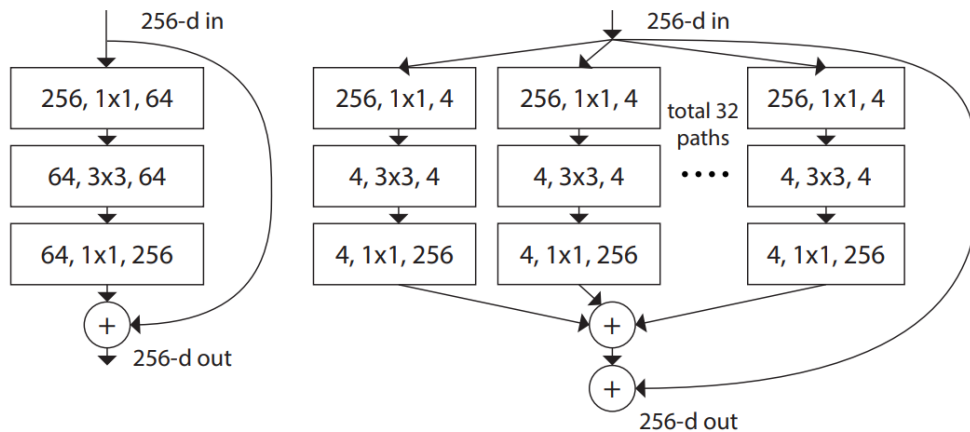 256-d in
256, 1x1, 64
64, 3x3, 64
64, 1x1, 256
+
256-d out
256-d in
256, 1x1, 4
256, 1x1, 4
total 32
paths
256, 1x1, 4
4, 3x3, 4
4, 3x3, 4
....
4, 3x3, 4
4, 1x1, 256
4, 1x1, 256
4, 1x1, 256
+
+
256-d out